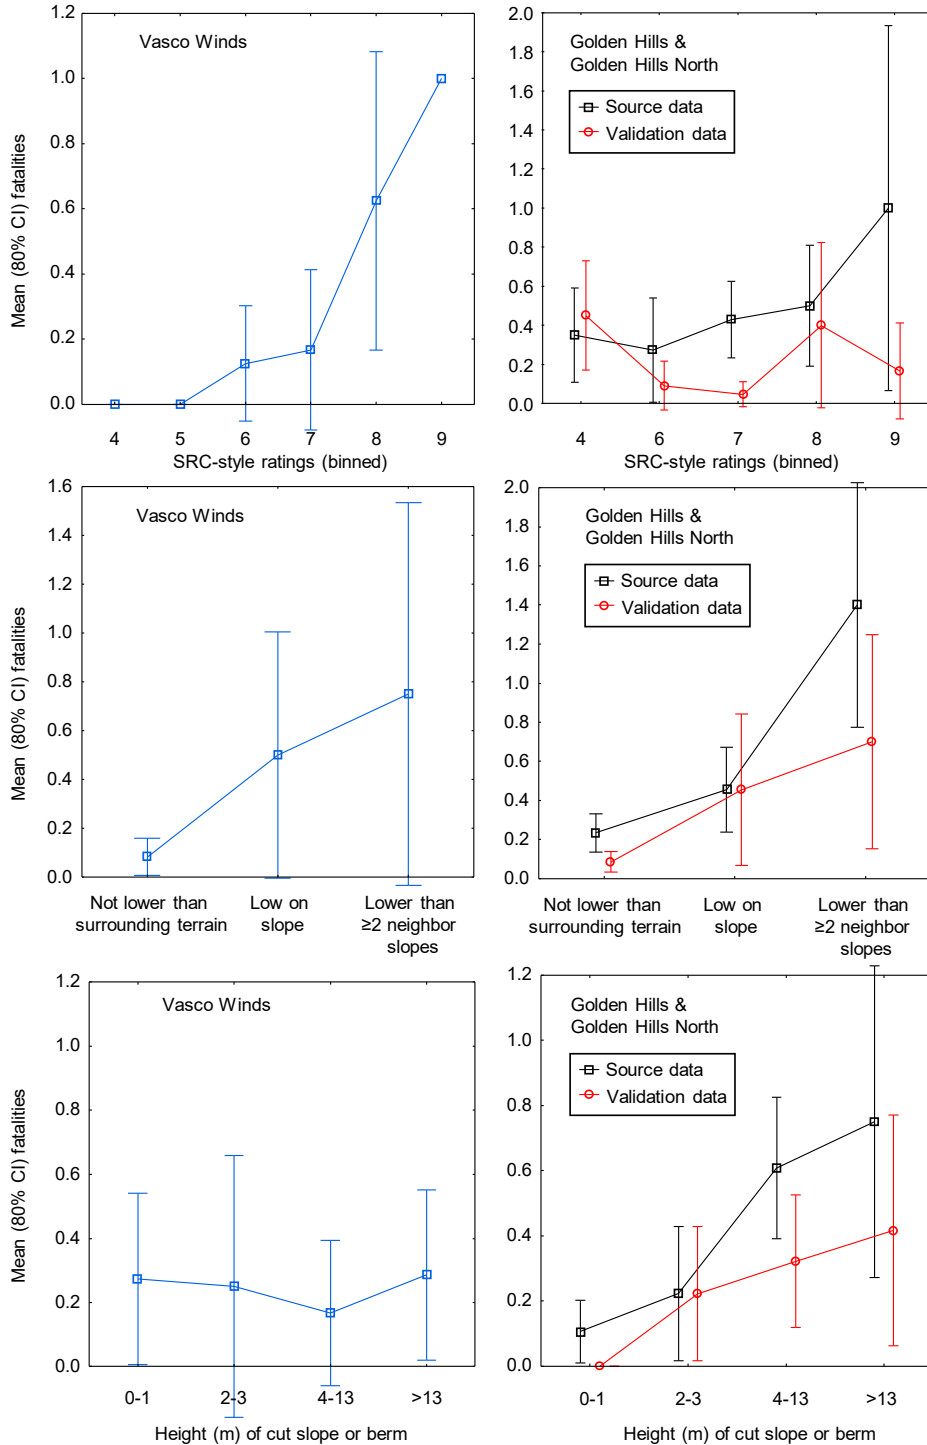 Vasco Winds
1.2
1.0
0.8
0.6
0.4
0.2
0.0
Mean (80% CI) fatalities
4 5 6 7 8 9
SRC-style ratings (binned)
Golden Hills &
Golden Hills North
Source data
Validation data
2.0
1.8
1.6
1.4
1.2
1.0
0.8
0.6
0.4
0.2
0.0
4 6 7 8 9
SRC-style ratings (binned)
Vasco Winds
1.6
1.4
1.2
1.0
0.8
0.6
0.4
0.2
0.0
Mean (80% CI) fatalities
Not lower than Low on Lower than
surrounding terrain slope ≥2 neighbor
slopes
Golden Hills &
Golden Hills North
Source data
Validation data
2.0
1.8
1.6
1.4
1.2
1.0
0.8
0.6
0.4
0.2
0.0
Not lower than Low on Lower than
surrounding terrain slope ≥2 neighbor
slopes
Vasco Winds
1.2
1.0
0.8
0.6
0.4
0.2
0.0
Mean (80% CI) fatalities
0-1 2-3 4-13 >13
Height (m) of cut slope or berm
Golden Hills &
Golden Hills North
Source data
Validation data
1.2
1.0
0.8
0.6
0.4
0.2
0.0
0-1 2-3 4-13 >13
Height (m) of cut slope or berm